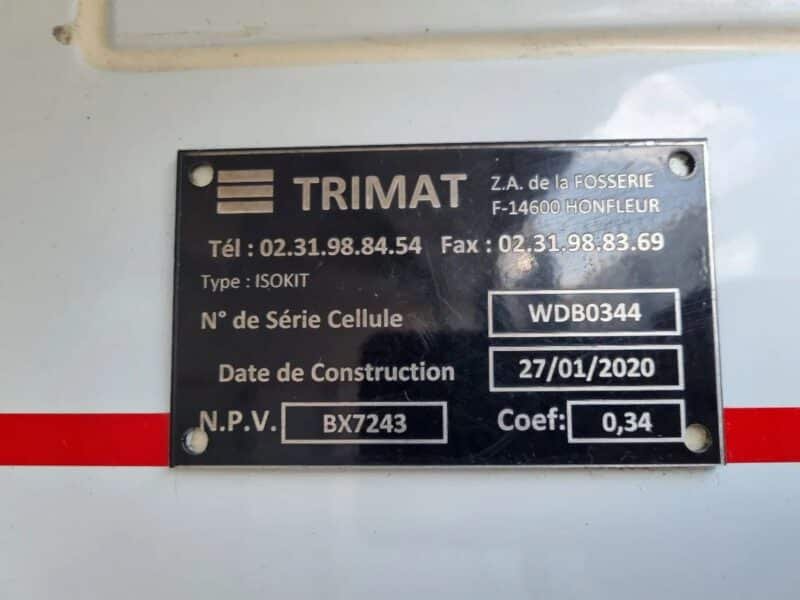 TRIMAT
Z.A. de la FOSSERIE
F-14600 HONFLEUR
Tél : 02.31.98.84.54 Fax : 02.31.98.83.69
Type : ISOKIT
N° de Série Cellule WDB0344
Date de Construction 27/01/2020
N.P.V. BX7243 Coef: 0,34